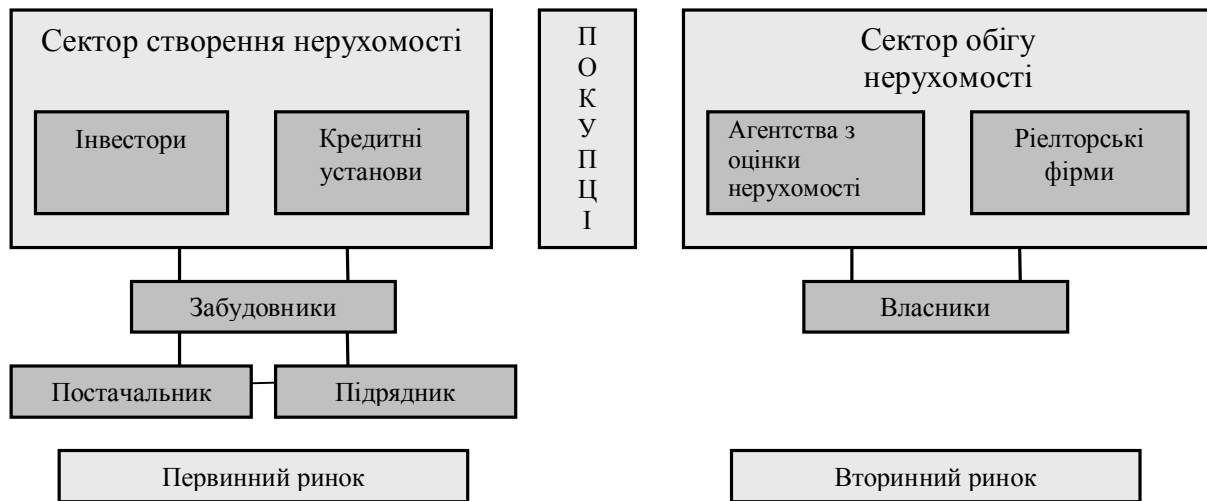 Сектор створення нерухомості
Інвестори
Кредитні
установи
Забудовники
Постачальник
Підрядник
Первинний ринок
П
О
К
У
П
Ц
І
Сектор обігу
нерухомості
Агентства з
оцінки
нерухомості
Ріелторські
фірми
Власники
Вторинний ринок